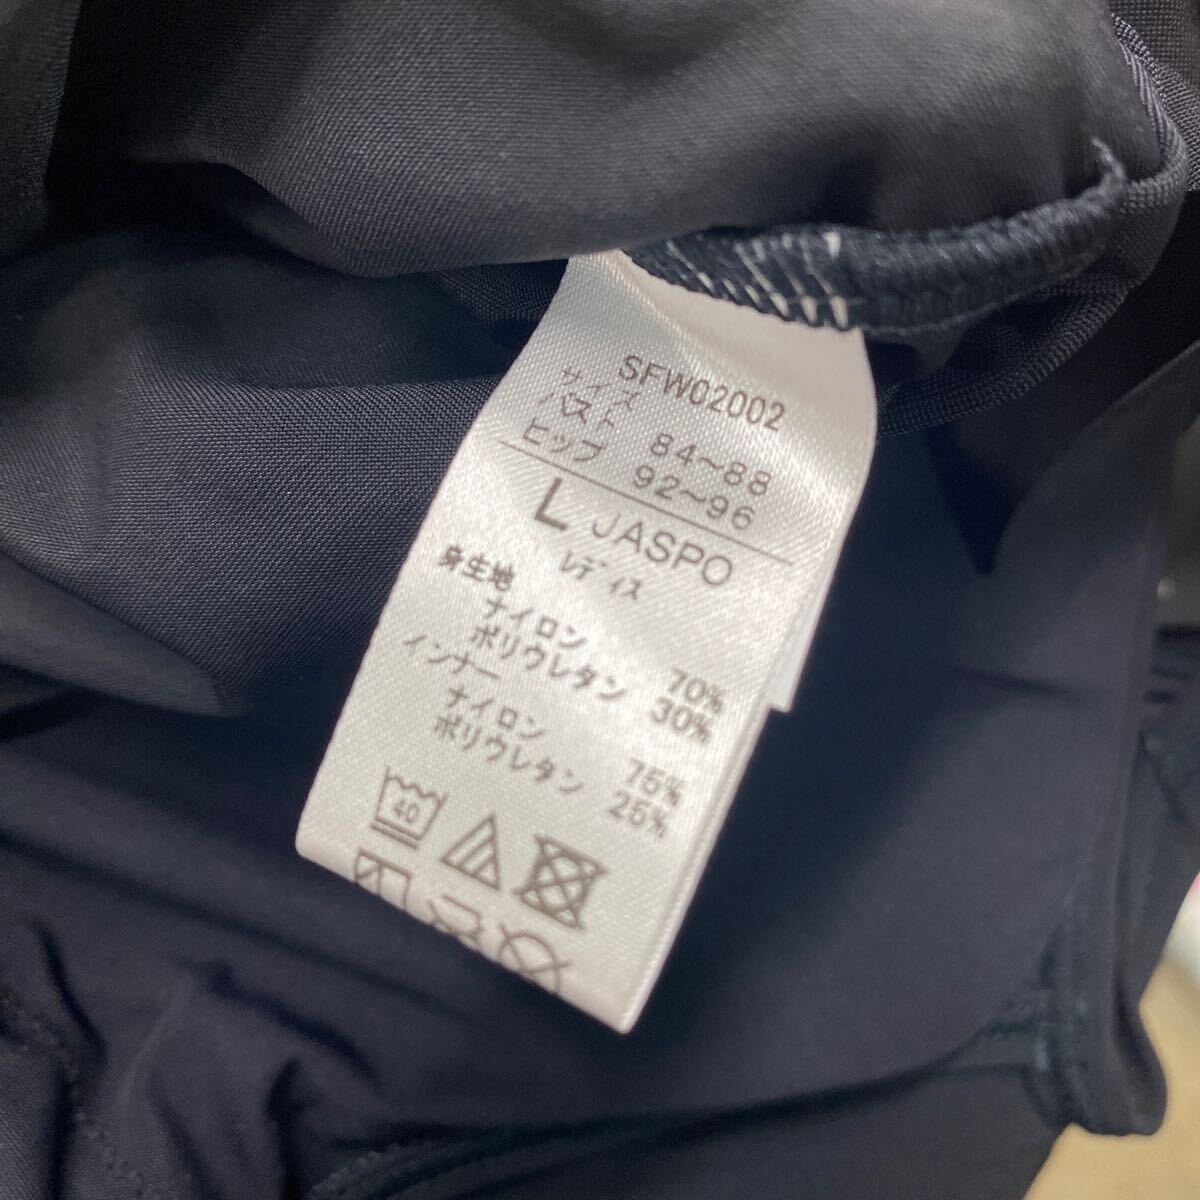 SFW02002
サイズ
バスト 84~88
ヒップ 92~96
L JASPO
レディス
身生地
ナイロン 70%
ポリウレタン 30%
インナー
ナイロン 75%
ポリウレタン 25%
40